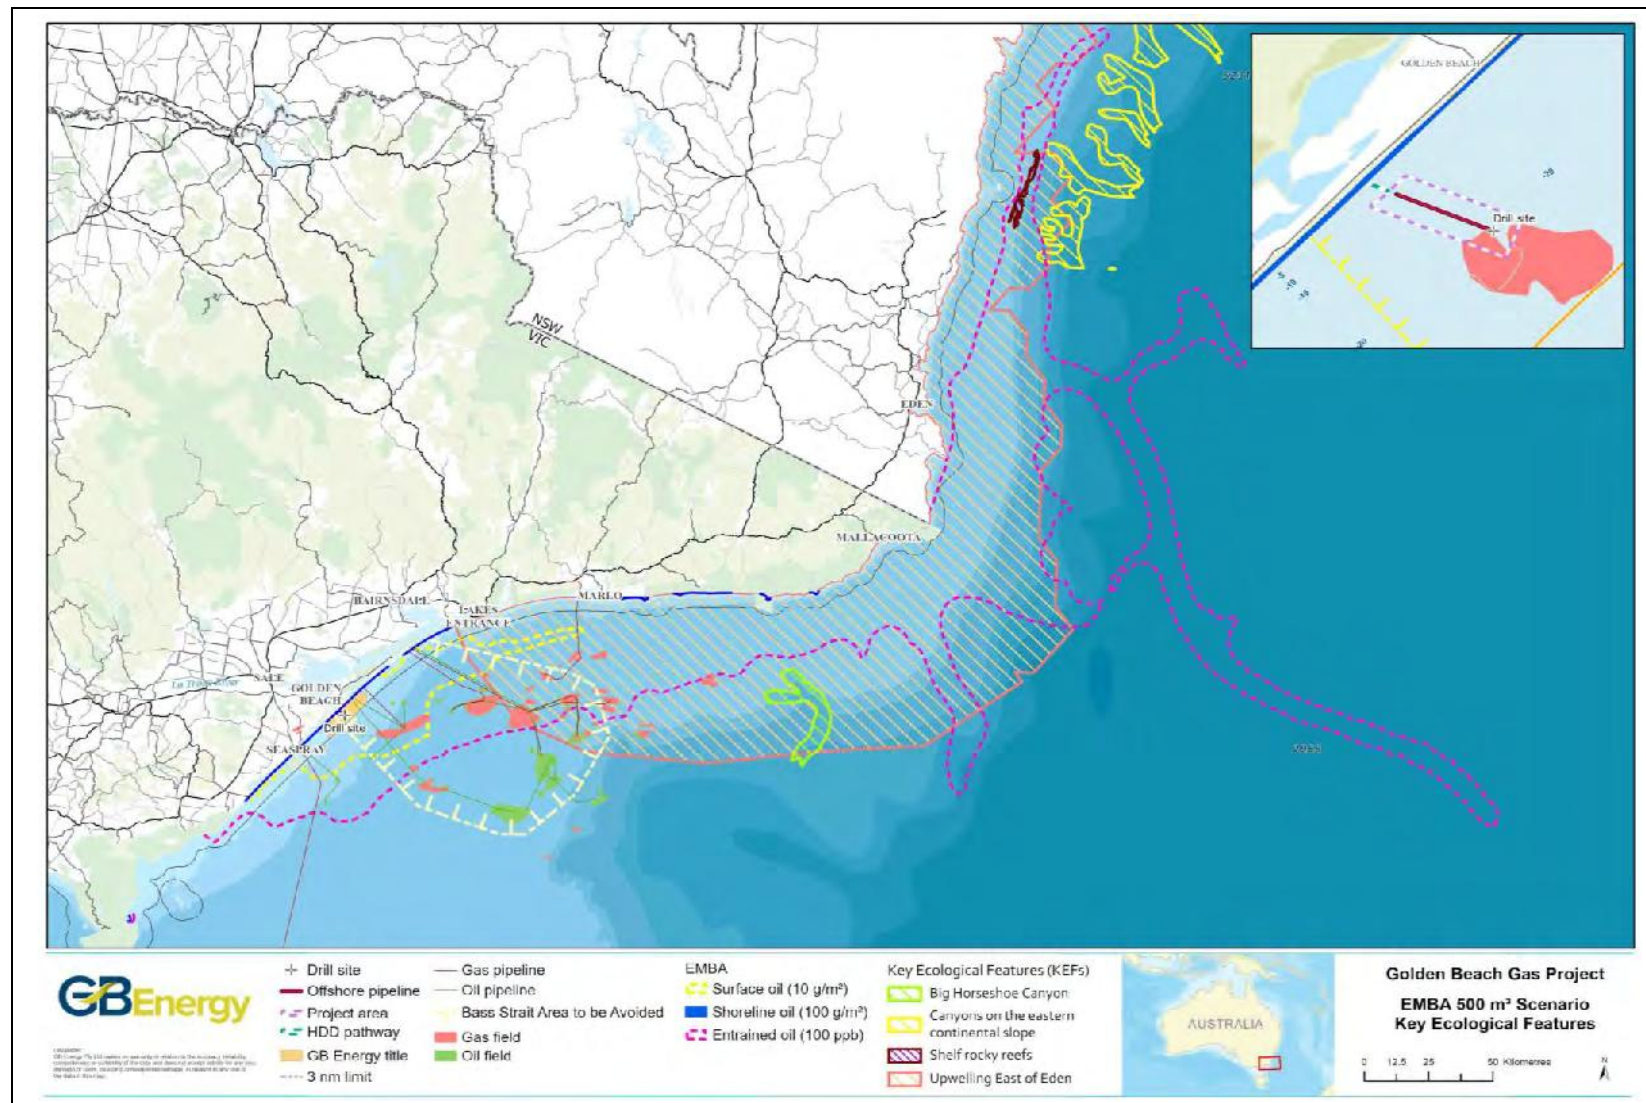 GOLDEN BEACH
Drill site
NSW
VIC
EDEN
MALLACOOTA
BAIRNSDALE
LAKES
ENTRANCE
MARLO
SALE
GOLDEN
BEACH
Drill site
SEASPRAY
GBEnergy
Drill site
Offshore pipeline
Project area
HDD pathway
GB Energy title
3 nm limit
Gas pipeline
Oil pipeline
Bass Strait Area to be Avoided
Gas field
Oil field
EMBA
Surface oil (10 g/m²)
Shoreline oil (100 g/m²)
Entrained oil (100 ppb)
Key Ecological Features (KEFs)
Big Horseshoe Canyon
Canyons on the eastern
continental slope
Shelf rocky reefs
Upwelling East of Eden
AUSTRALIA
Golden Beach Gas Project
EMBA 500 m³ Scenario
Key Ecological Features
0 12.5 25 50 Kilometres
N